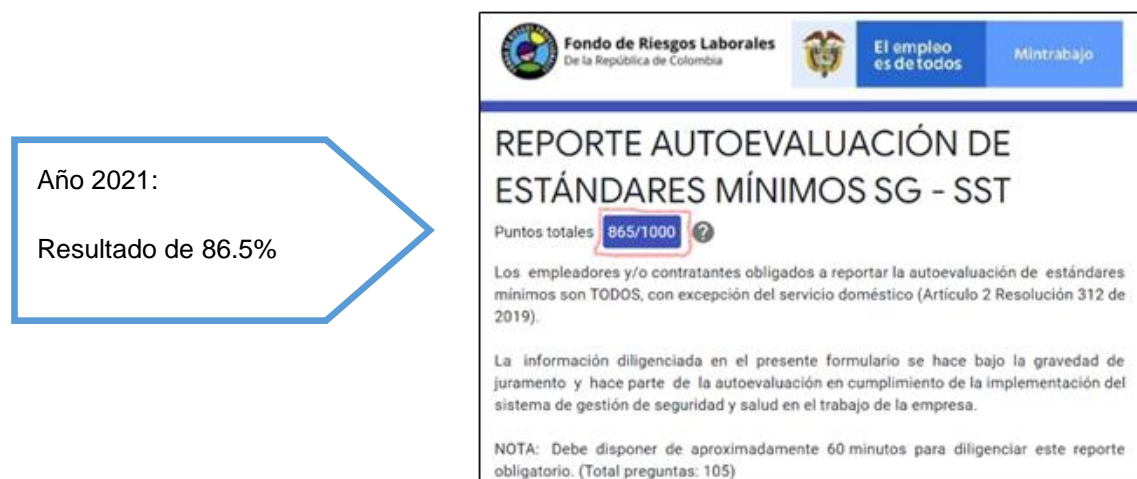 Año 2021:
Resultado de 86.5%
Fondo de Riesgos Laborales
De la República de Colombia
El empleo
es de todos
Mintrabajo
REPORTE AUTOEVALUACIÓN DE
ESTÁNDARES MÍNIMOS SG - SST
Puntos totales 865/1000 ?
Los empleadores y/o contratantes obligados a reportar la autoevaluación de estándares
mínimos son TODOS, con excepción del servicio doméstico (Artículo 2 Resolución 312 de
2019).
La información diligenciada en el presente formulario se hace bajo la gravedad de
juramento y hace parte de la autoevaluación en cumplimiento de la implementación del
sistema de gestión de seguridad y salud en el trabajo de la empresa.
NOTA: Debe disponer de aproximadamente 60 minutos para diligenciar este reporte
obligatorio. (Total preguntas: 105)